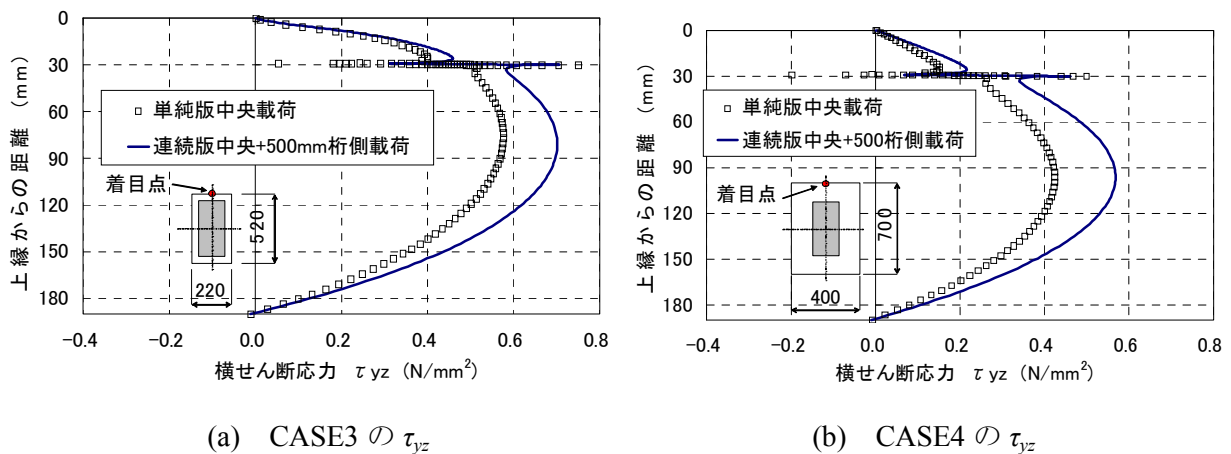 0
30
60
90
120
150
180
上縁からの距離 (mm)
単純版中央載荷
連続版中央+500mm桁側載荷
着目点
520
220
-0.4 -0.2 0.0 0.2 0.4 0.6 0.8
横せん断応力 τ yz (N/mm²)
(a) CASE3 の τyz
0
30
60
90
120
150
180
上縁からの距離 (mm)
単純版中央載荷
連続版中央+500桁側載荷
着目点
700
400
-0.4 -0.2 0.0 0.2 0.4 0.6 0.8
横せん断応力 τ yz (N/mm²)
(b) CASE4 の τyz